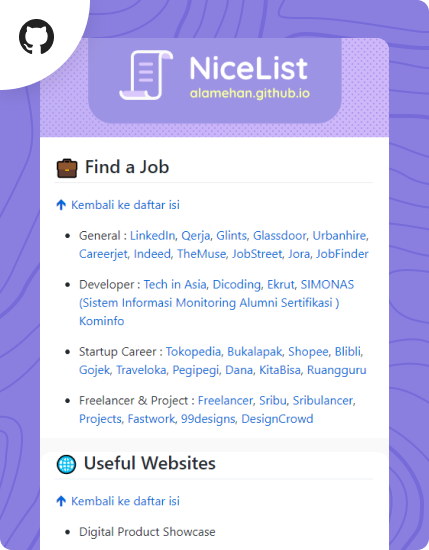 NiceList
alamehan.github.io
Find a Job
Kembali ke daftar isi
General : LinkedIn, Qerja, Glints, Glassdoor, Urbanhire,
Careerjet, Indeed, TheMuse, JobStreet, Jora, JobFinder
Developer : Tech in Asia, Dicoding, Ekrut, SIMONAS
(Sistem Informasi Monitoring Alumni Sertifikasi )
Kominfo
Startup Career : Tokopedia, Bukalapak, Shopee, Blibli,
Gojek, Traveloka, Pegipegi, Dana, KitaBisa, Ruangguru
Freelancer & Project : Freelancer, Sribu, Sribulancer,
Projects, Fastwork, 99designs, DesignCrowd
Useful Websites
Kembali ke daftar isi
Digital Product Showcase